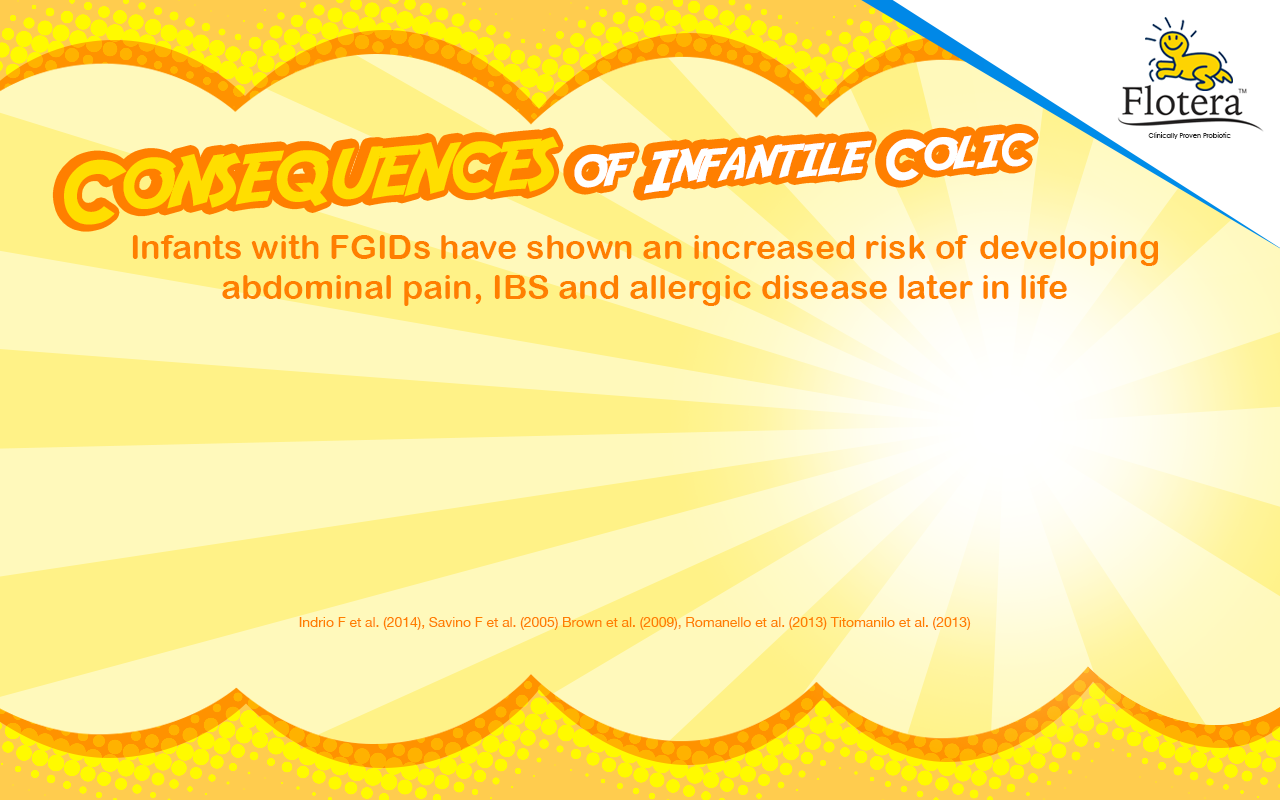 Flotera™
Clinically Proven Probiotic
Consequences of Infantile Colic
Infants with FGIDs have shown an increased risk of developing
abdominal pain, IBS and allergic disease later in life
Indrio F et al. (2014), Savino F et al. (2005) Brown et al. (2009), Romanello et al. (2013) Titomanilo et al. (2013)